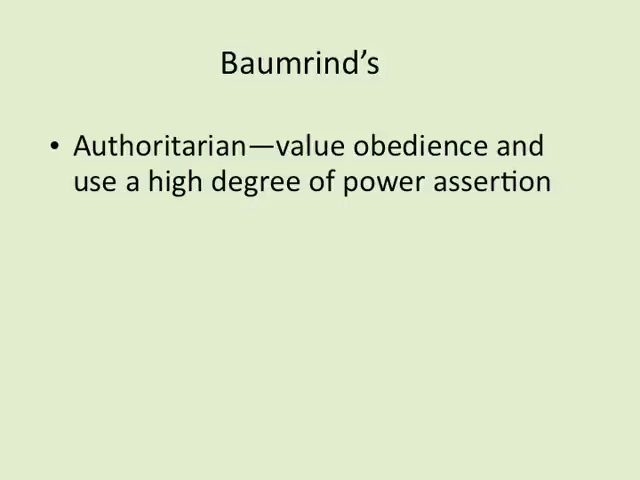 Baumrind’s
• Authoritarian—value obedience and
use a high degree of power assertion